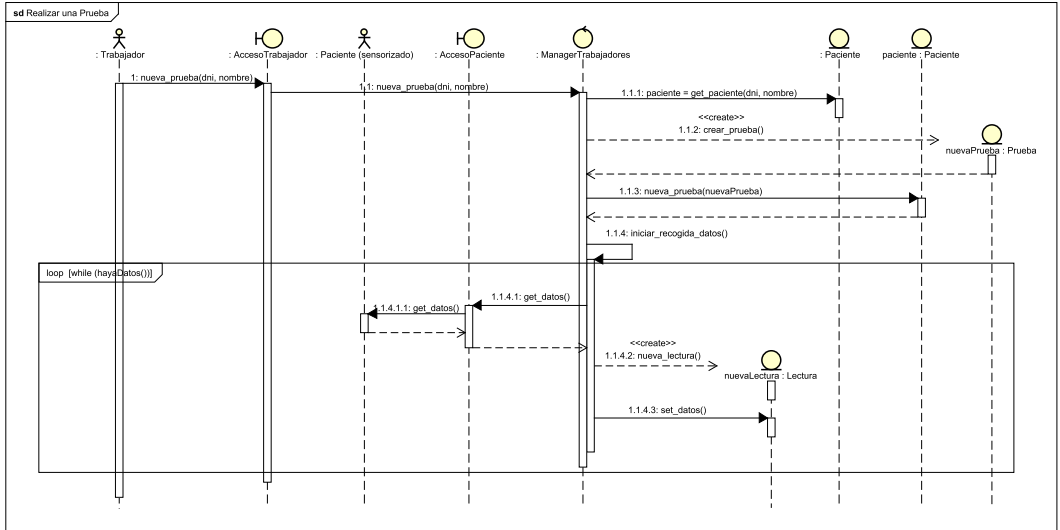 sd Realizar una Prueba
: Trabajador
: AccesoTrabajador
: Paciente (sensorizado)
: AccesoPaciente
: ManagerTrabajadores
: Paciente
paciente : Paciente
1: nueva_prueba(dni, nombre)
1.1: nueva_prueba(dni, nombre)
1.1.1: paciente = get_paciente(dni, nombre)
<<create>>
1.1.2: crear_prueba()
nuevaPrueba : Prueba
1.1.3: nueva_prueba(nuevaPrueba)
1.1.4: iniciar_recogida_datos()
loop [while (hayaDatos())]
1.1.4.1: get_datos()
1.1.4.1.1: get_datos()
<<create>>
1.1.4.2: nueva_lectura()
nuevaLectura : Lectura
1.1.4.3: set_datos()